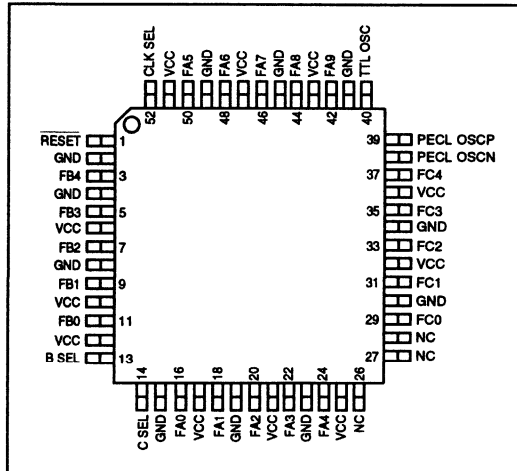 CLK SEL
VCC
FA5
GND
FA6
VCC
FA7
GND
FA8
VCC
FA9
GND
TTL OSC
52
50
48
46
44
42
40
RESET
GND
FB4
GND
FB3
VCC
FB2
GND
FB1
VCC
FB0
VCC
B SEL
1
3
5
7
9
11
13
39
37
35
33
31
29
27
PECL OSCP
PECL OSCN
FC4
VCC
FC3
GND
FC2
VCC
FC1
GND
FC0
NC
NC
14
16
18
20
22
24
26
C SEL
GND
FA0
VCC
FA1
GND
FA2
VCC
FA3
GND
FA4
VCC
NC